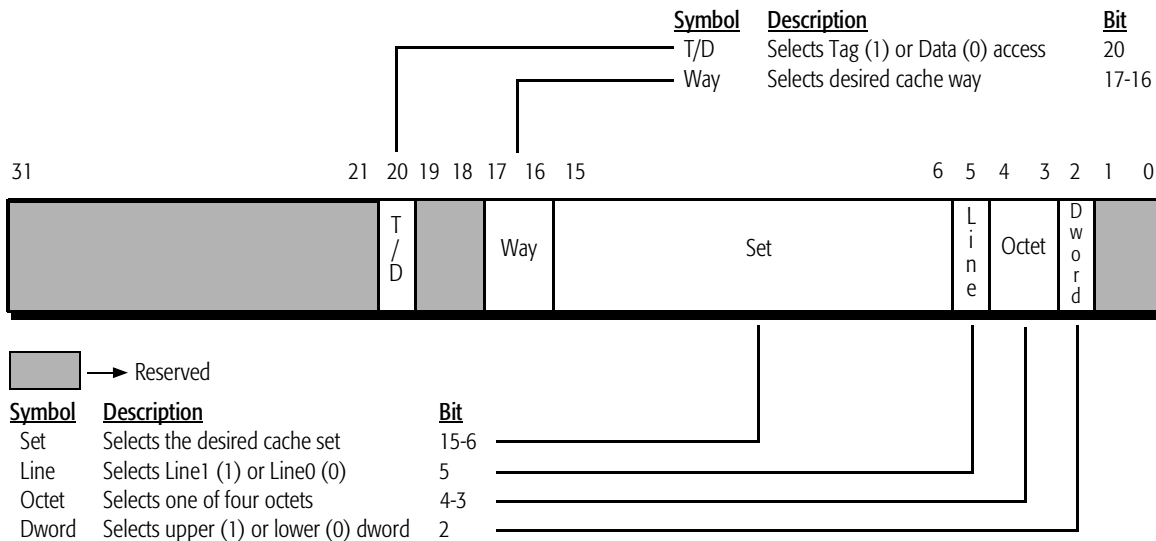 Symbol Description Bit
T/D Selects Tag (1) or Data (0) access 20
Way Selects desired cache way 17-16
31 21 20 19 18 17 16 15 6 5 4 3 2 1 0
T/D Way Set Line Octet Dword
Reserved
Symbol Description Bit
Set Selects the desired cache set 15-6
Line Selects Line1 (1) or Line0 (0) 5
Octet Selects one of four octets 4-3
Dword Selects upper (1) or lower (0) dword 2